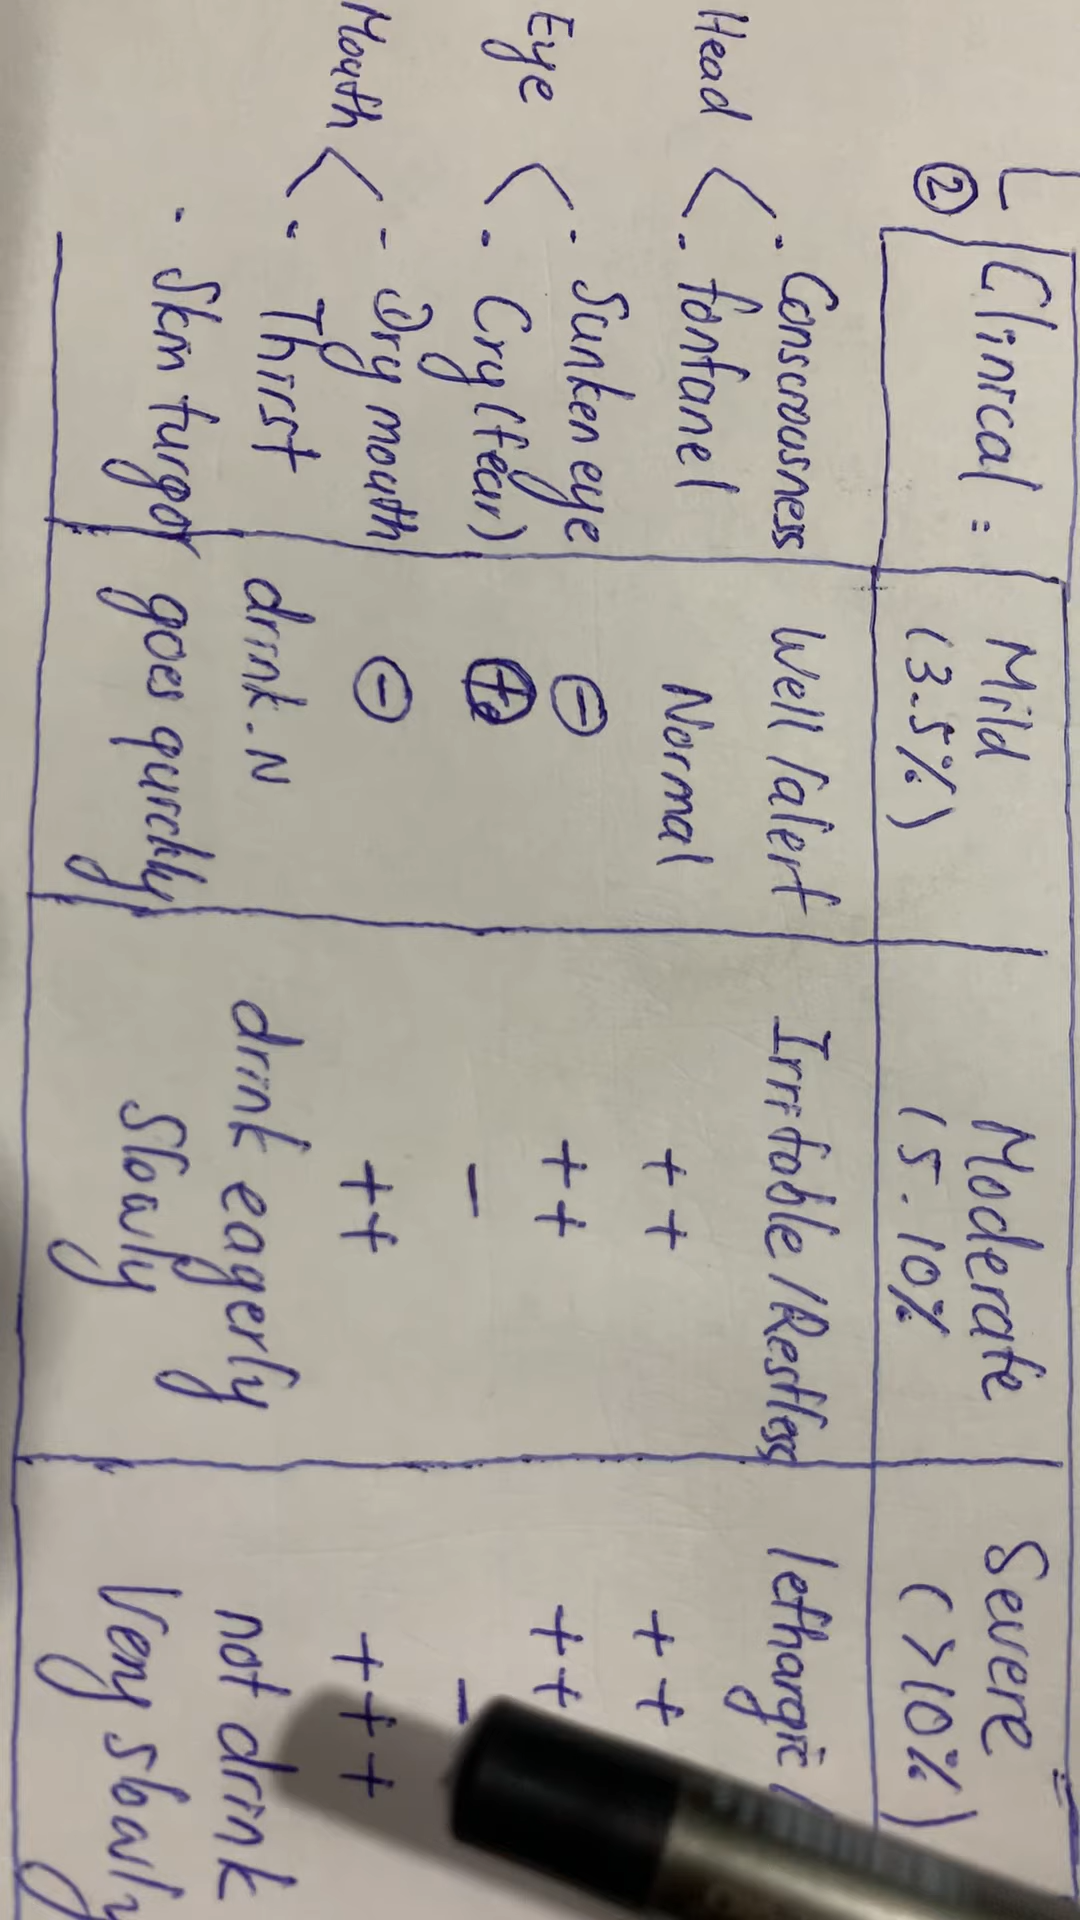 ② Clinical : Mild Moderate Severe
(3-5%) (5-10% (>10%)
Head < . Consciousness Well /alert Irritable /Restless lethargic /
. fontanel Normal ++ ++
Eye < . Sunken eye ⊖ ++ ++
. Cry (tear) ⊕ - -
Mouth < - Dry mouth ⊖ ++ +++
. Thirst drink-N drink eagerly not drink
. Skin turgor goes quickly Slowly Very slowly